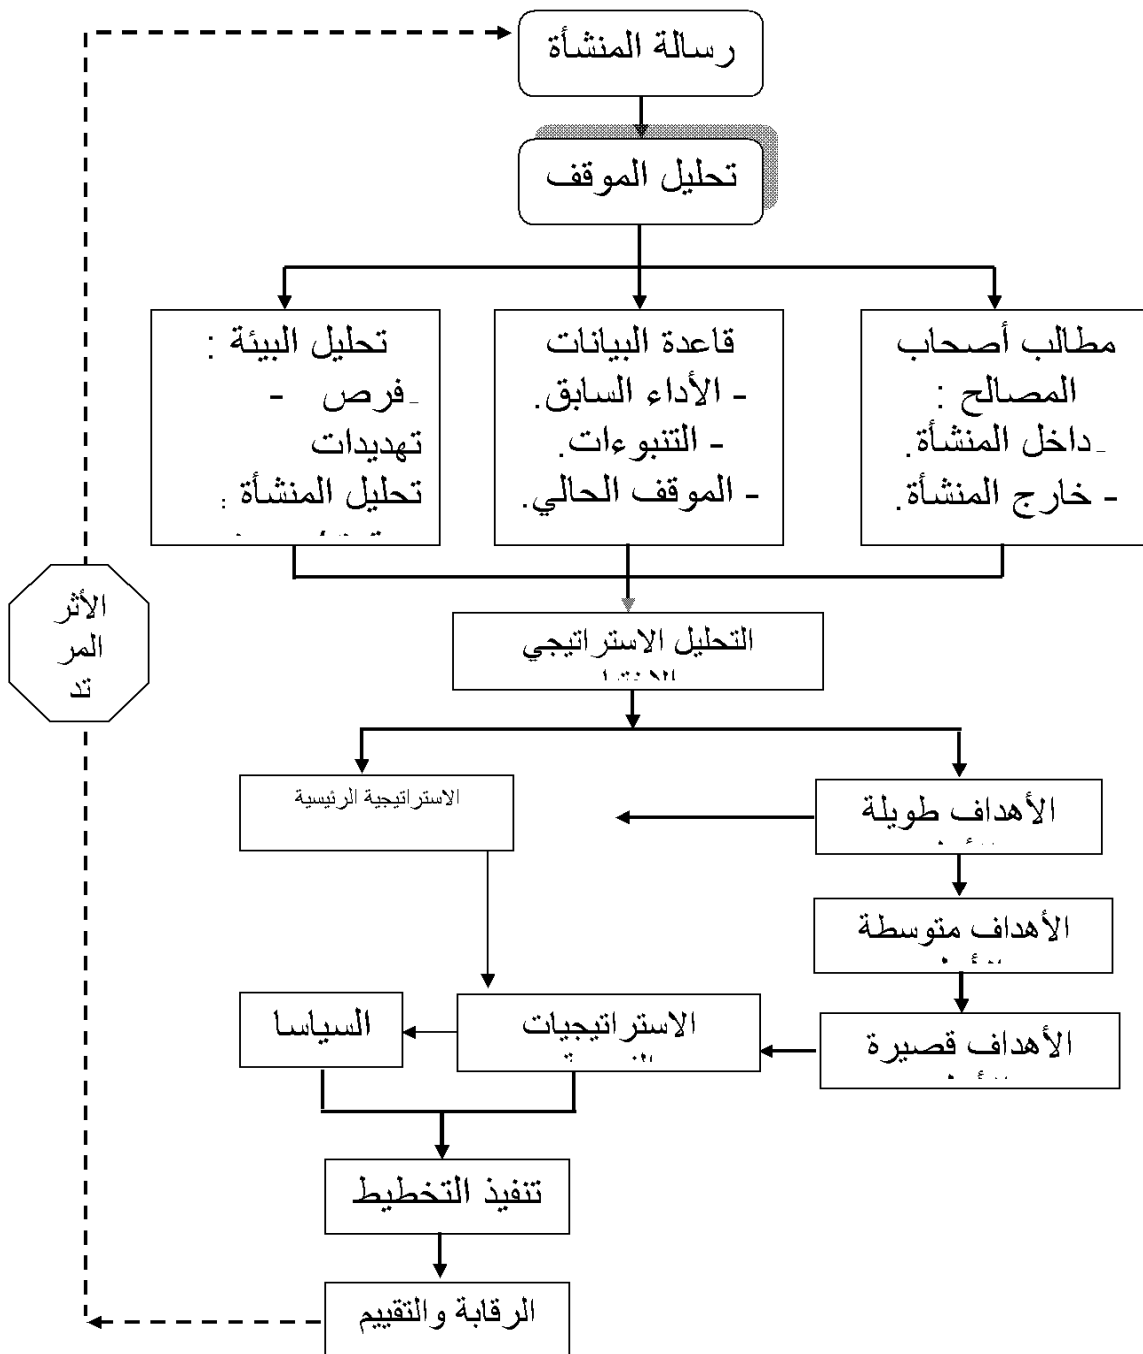 رسالة المنشأة
تحليل الموقف
مطالب أصحاب
المصالح :
- داخل المنشأة.
- خارج المنشأة.
قاعدة البيانات
- الأداء السابق.
- التنبوءات.
- الموقف الحالي.
تحليل البيئة :
- فرص -
تهديدات
تحليل المنشأة :
التحليل الاستراتيجي
الأثر
المر
تد
الاستراتيجية الرئيسية
الأهداف طويلة
الأهداف متوسطة
الأهداف قصيرة
الاستراتيجيات
السياسا
تنفيذ التخطيط
الرقابة والتقييم